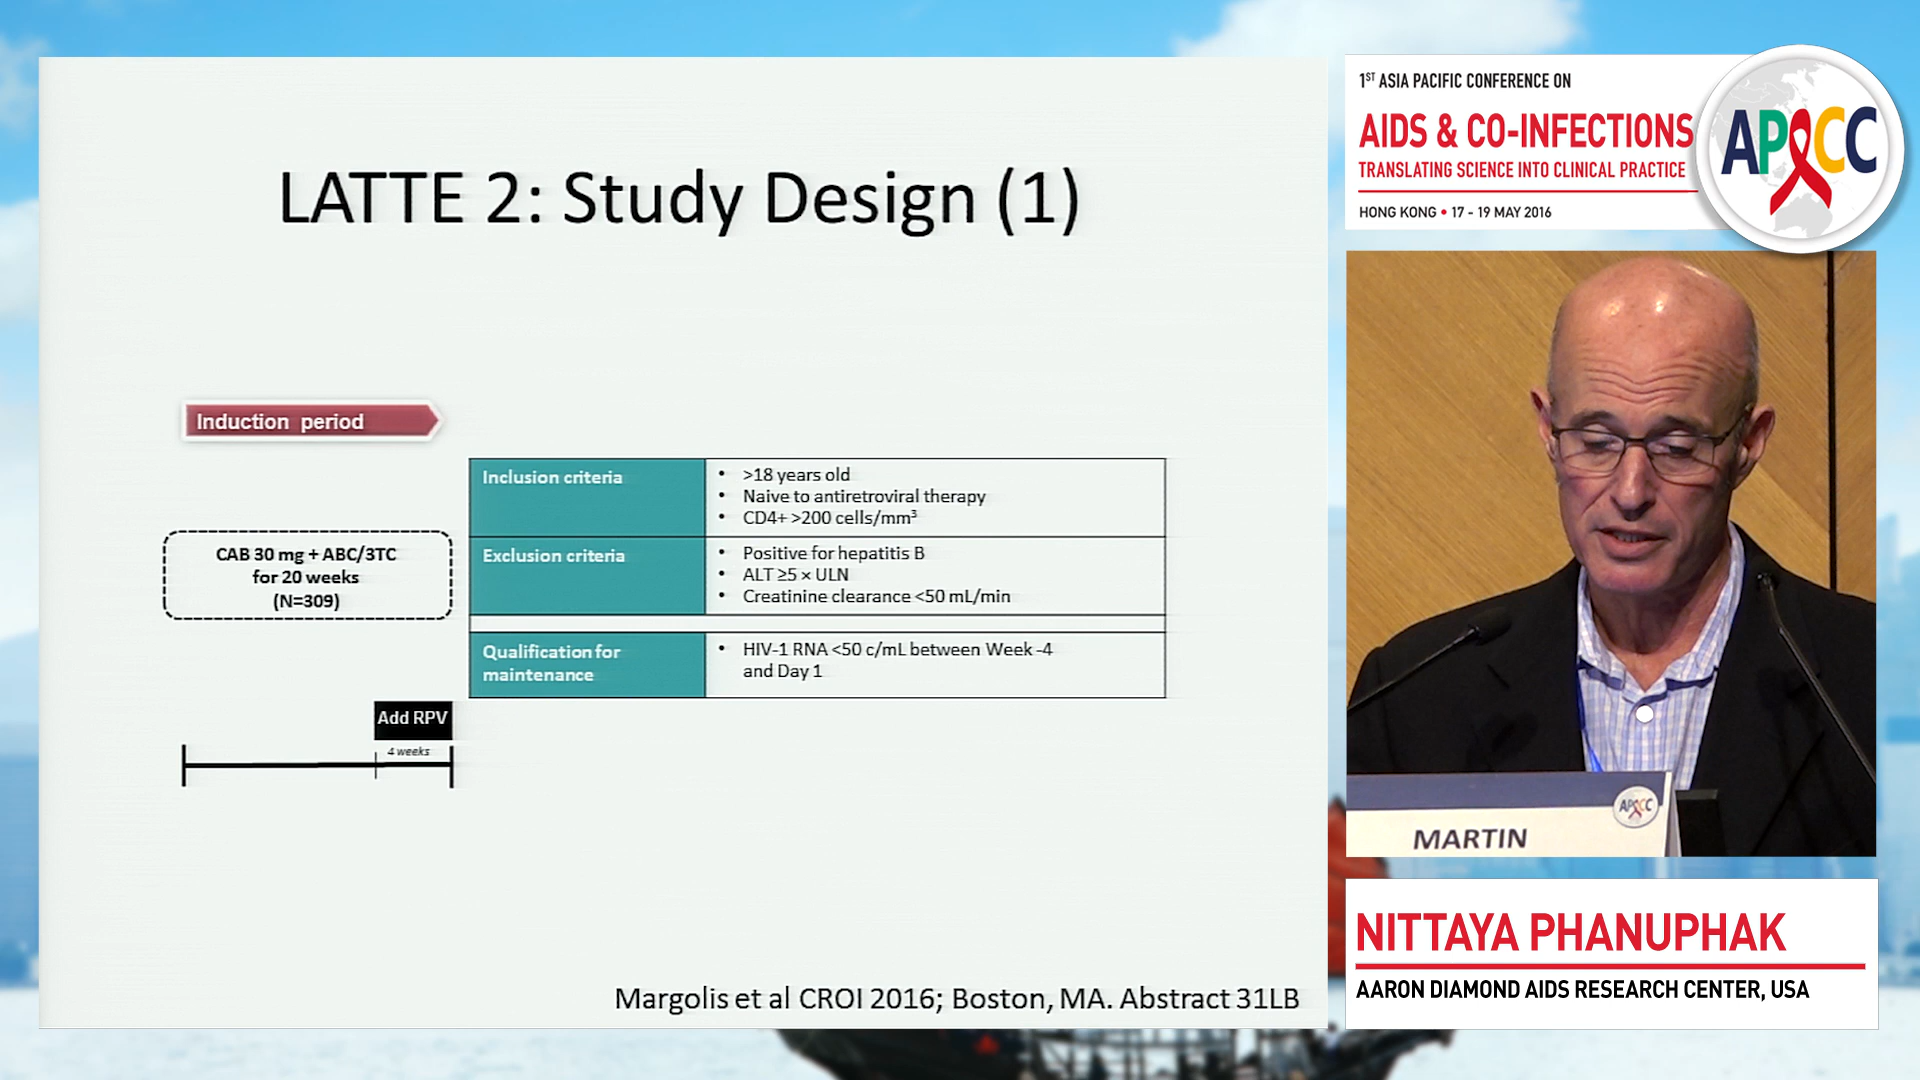 LATTE 2: Study Design (1)
Induction period
CAB 30 mg + ABC/3TC
for 20 weeks
(N=309)
Inclusion criteria
• >18 years old
• Naive to antiretroviral therapy
• CD4+ >200 cells/mm³
Exclusion criteria
• Positive for hepatitis B
• ALT ≥5 × ULN
• Creatinine clearance <50 mL/min
Qualification for
maintenance
• HIV-1 RNA <50 c/mL between Week -4
and Day 1
Add RPV
4 weeks
Margolis et al CROI 2016; Boston, MA. Abstract 31LB
1ST ASIA PACIFIC CONFERENCE ON
AIDS & CO-INFECTIONS
TRANSLATING SCIENCE INTO CLINICAL PRACTICE
HONG KONG • 17 - 19 MAY 2016
APACC
APACC
MARTIN
NITTAYA PHANUPHAK
AARON DIAMOND AIDS RESEARCH CENTER, USA